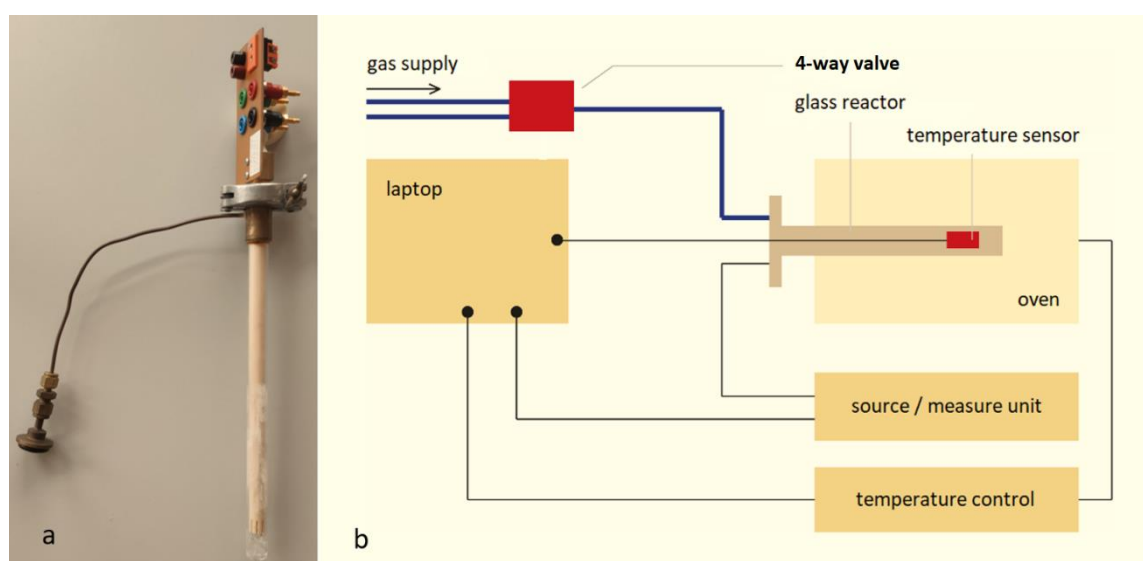 gas supply
4-way valve
glass reactor
temperature sensor
laptop
oven
source / measure unit
temperature control
a
b